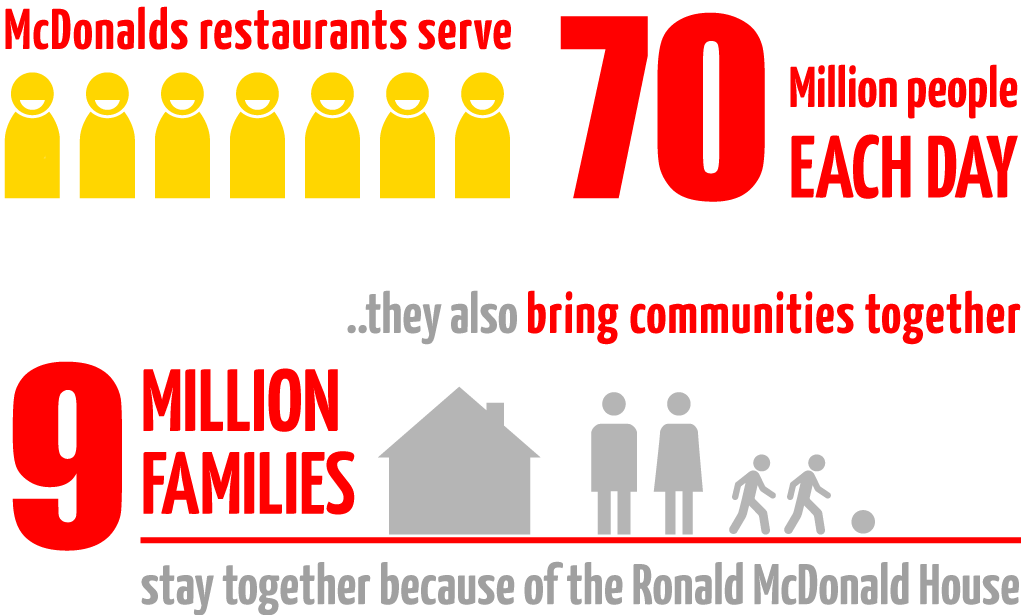 McDonalds restaurants serve
70
Million people
EACH DAY
..they also bring communities together
9
MILLION
FAMILIES
stay together because of the Ronald McDonald House